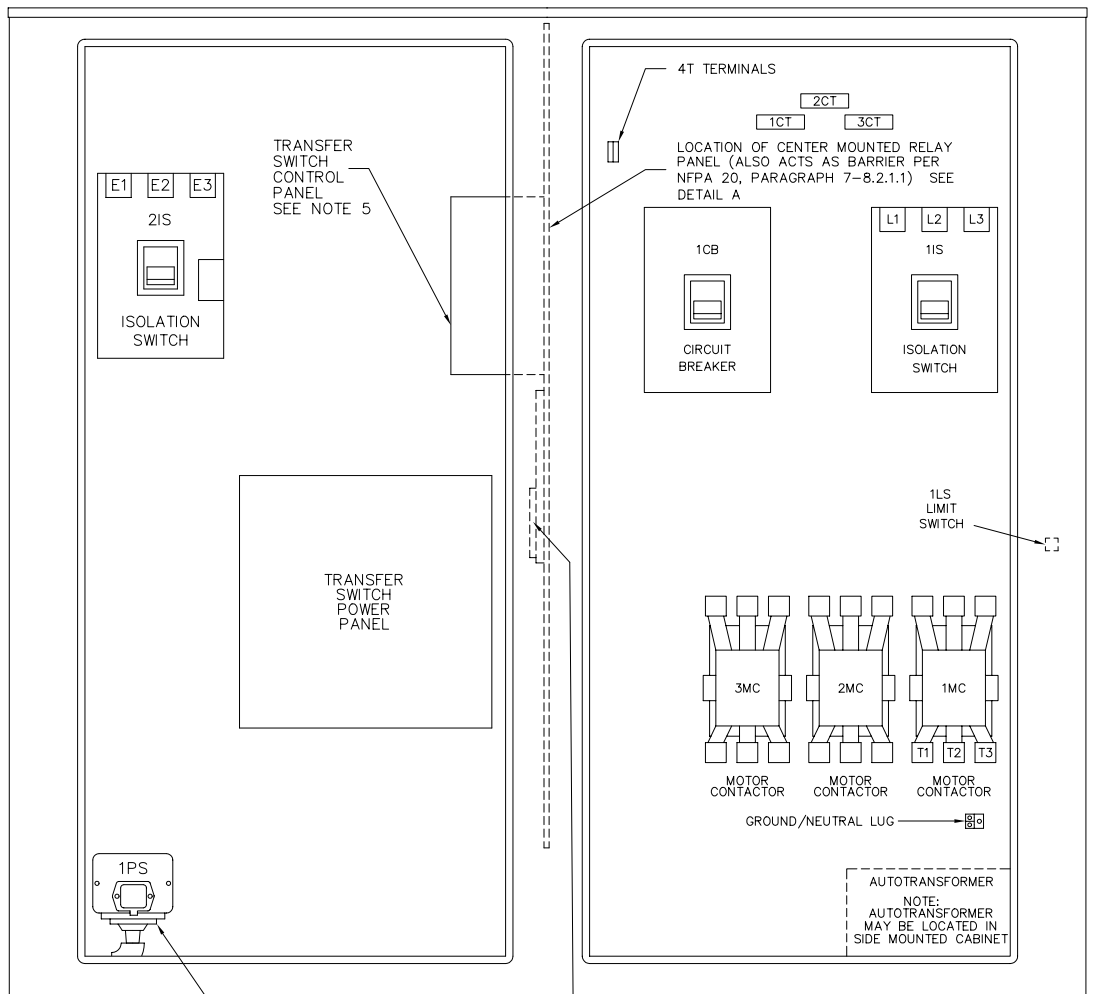 TRANSFER
SWITCH
CONTROL
PANEL
SEE NOTE 5
E1 E2 E3
2IS
ISOLATION
SWITCH
TRANSFER
SWITCH
POWER
PANEL
1PS
4T TERMINALS
2CT
1CT 3CT
LOCATION OF CENTER MOUNTED RELAY
PANEL (ALSO ACTS AS BARRIER PER
NFPA 20, PARAGRAPH 7-8.2.1.1) SEE
DETAIL A
1CB
CIRCUIT
BREAKER
L1 L2 L3
1IS
ISOLATION
SWITCH
1LS
LIMIT
SWITCH
3MC 2MC 1MC
T1 T2 T3
MOTOR
CONTACTOR
MOTOR
CONTACTOR
MOTOR
CONTACTOR
GROUND/NEUTRAL LUG
AUTOTRANSFORMER
NOTE:
AUTOTRANSFORMER
MAY BE LOCATED IN
SIDE MOUNTED CABINET